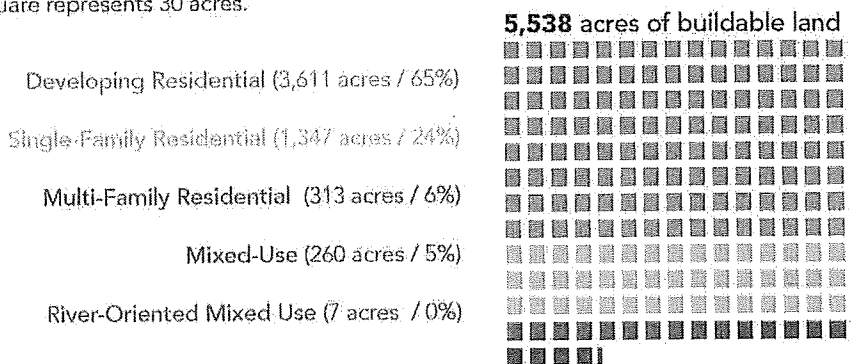 uare represents 30 acres.
5,538 acres of buildable land
Developing Residential (3,611 acres / 65%)
Single-Family Residential (1,347 acres / 24%)
Multi-Family Residential (313 acres / 6%)
Mixed-Use (260 acres / 5%)
River-Oriented Mixed Use (7 acres / 0%)